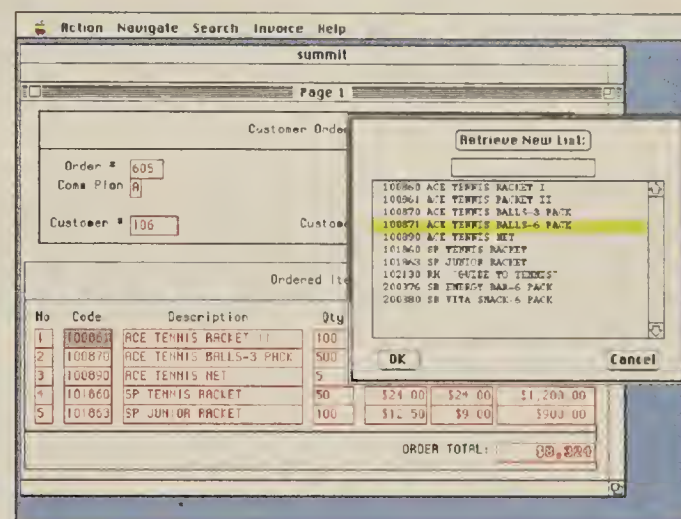 Action Navigate Search Invoice Help
summit
Page 1
Customer Order
Order # 605
Comm Plan A
Customer # 106
Custome
Ordered Ite
No Code Description Qty
1 100861 ACE TENNIS RACKET II 100
2 100870 ACE TENNIS BALLS-3 PACK 500
3 100890 ACE TENNIS NET 5
4 101860 SP TENNIS RACKET 50 $24.00 $24.00 $1,200.00
5 101863 SP JUNIOR RACKET 100 $12.50 $9.00 $900.00
ORDER TOTAL:
Retrieve New List:
100860 ACE TENNIS RACKET I
100861 ACE TENNIS RACKET II
100870 ACE TENNIS BALLS-3 PACK
100871 ACE TENNIS BALLS-6 PACK
100890 ACE TENNIS NET
101860 SP TENNIS RACKET
101863 SP JUNIOR RACKET
102130 RH "GUIDE TO TENNIS"
200376 SB ENERGY BAR-6 PACK
200380 SB VITA SNACK-6 PACK
OK
Cancel